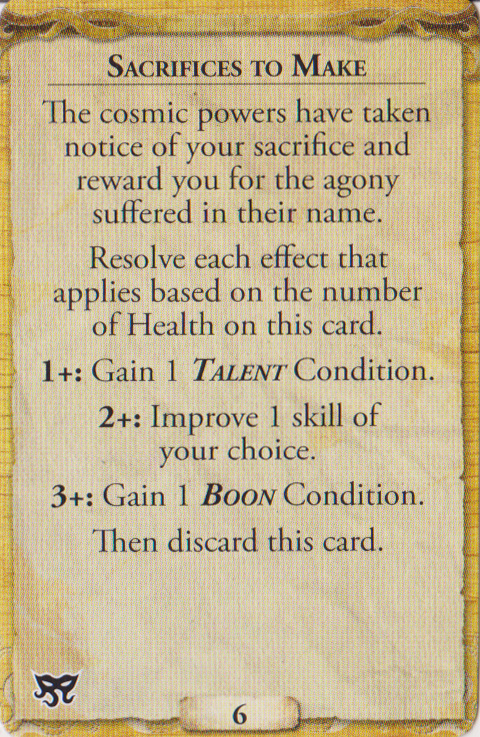 Sacrifices to Make
The cosmic powers have taken
notice of your sacrifice and
reward you for the agony
suffered in their name.
Resolve each effect that
applies based on the number
of Health on this card.
1+: Gain 1 Talent Condition.
2+: Improve 1 skill of
your choice.
3+: Gain 1 Boon Condition.
Then discard this card.
6